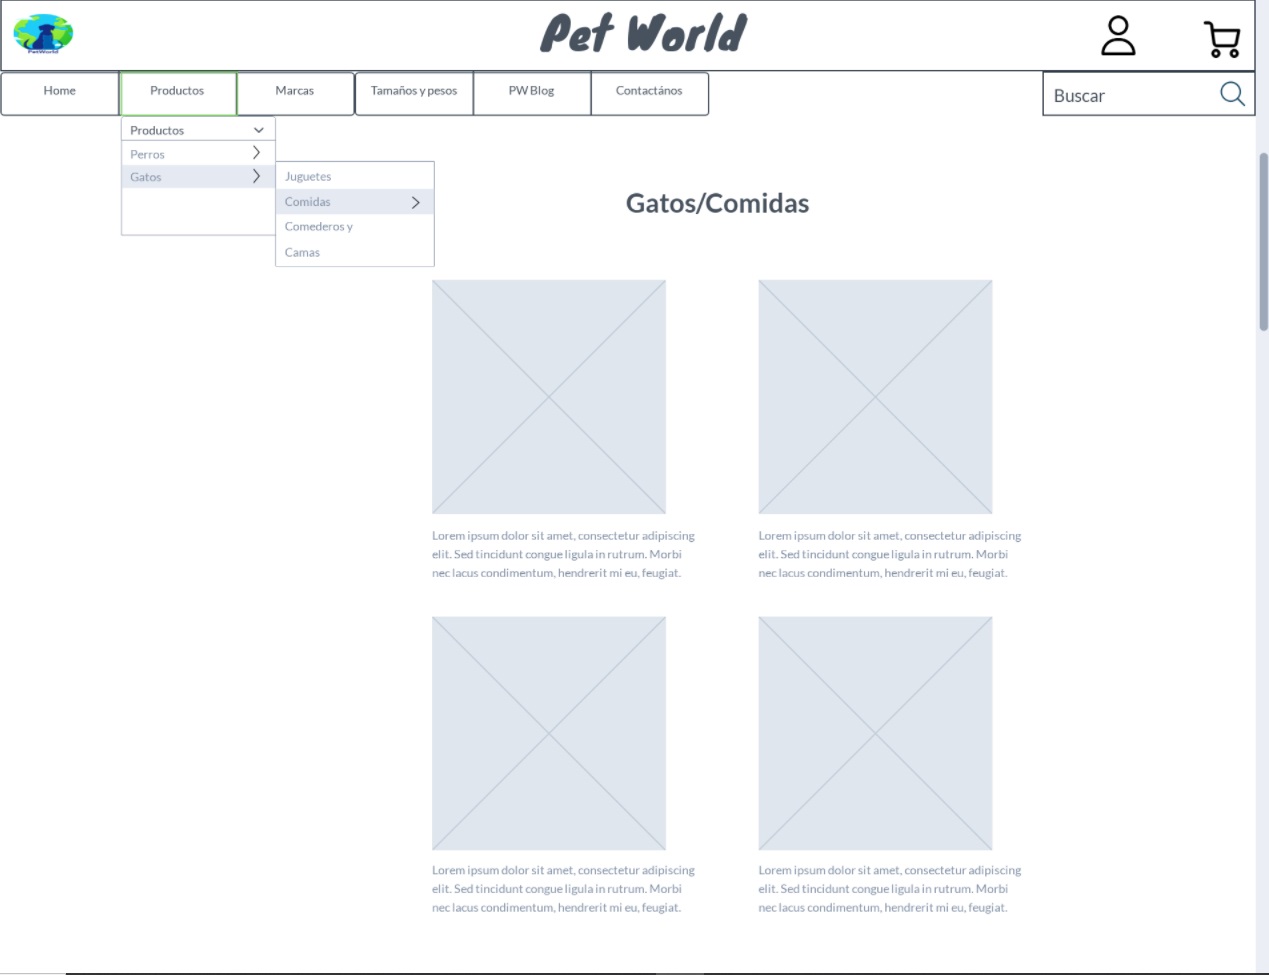 PetWorld
Pet World
Home
Productos
Marcas
Tamaños y pesos
PW Blog
Contactános
Buscar
Productos
Perros
Gatos
Juguetes
Comidas
Comederos y
Camas
Gatos/Comidas
Lorem ipsum dolor sit amet, consectetur adipiscing
elit. Sed tincidunt congue ligula in rutrum. Morbi
nec lacus condimentum, hendrerit mi eu, feugiat.
Lorem ipsum dolor sit amet, consectetur adipiscing
elit. Sed tincidunt congue ligula in rutrum. Morbi
nec lacus condimentum, hendrerit mi eu, feugiat.
Lorem ipsum dolor sit amet, consectetur adipiscing
elit. Sed tincidunt congue ligula in rutrum. Morbi
nec lacus condimentum, hendrerit mi eu, feugiat.
Lorem ipsum dolor sit amet, consectetur adipiscing
elit. Sed tincidunt congue ligula in rutrum. Morbi
nec lacus condimentum, hendrerit mi eu, feugiat.